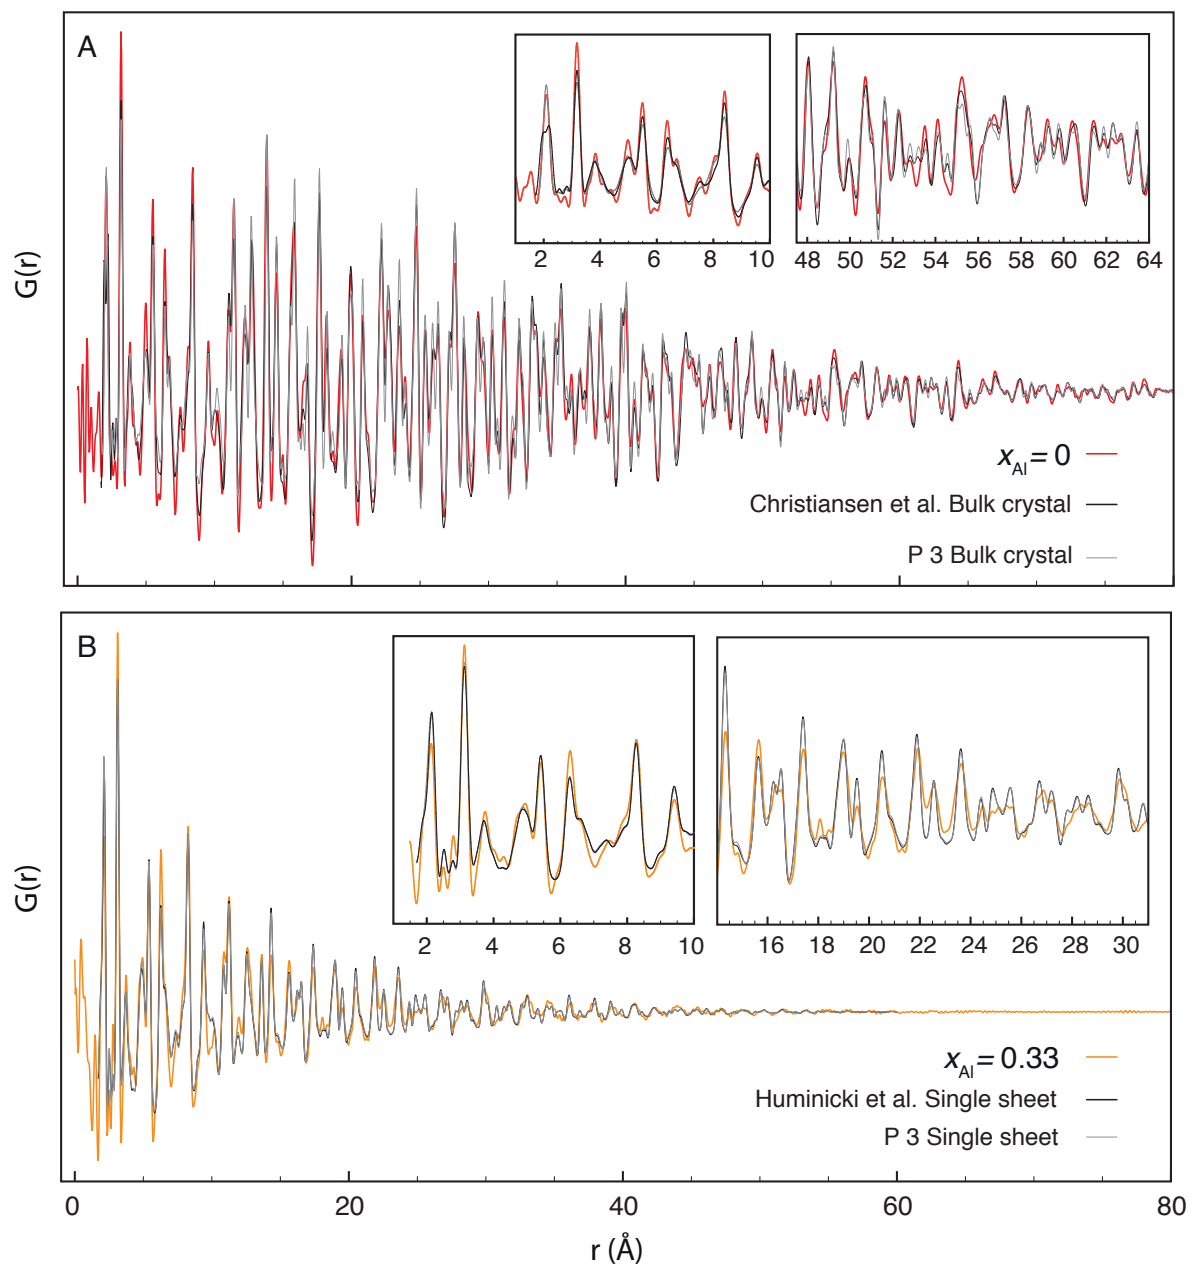 A
G(r)
2 4 6 8 10
48 50 52 54 56 58 60 62 64
xAl= 0
Christiansen et al. Bulk crystal
P 3 Bulk crystal
B
G(r)
2 4 6 8 10
16 18 20 22 24 26 28 30
xAl= 0.33
Huminicki et al. Single sheet
P 3 Single sheet
0 20 40 60 80
r (Å)